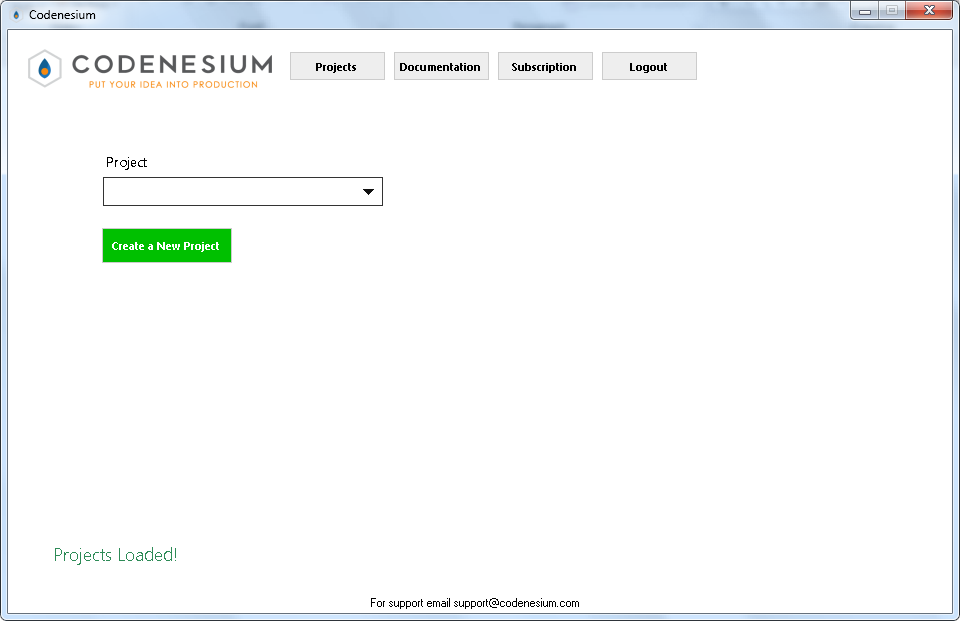 Codenesium
CODENESIUM
PUT YOUR IDEA INTO PRODUCTION
Projects
Documentation
Subscription
Logout
Project
Create a New Project
Projects Loaded!
For support email support@codenesium.com